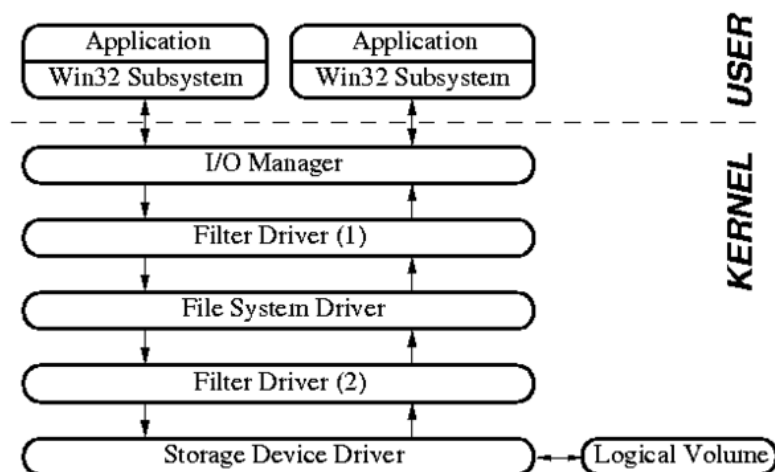 Application
Win32 Subsystem
Application
Win32 Subsystem
USER
I/O Manager
Filter Driver (1)
KERNEL
File System Driver
Filter Driver (2)
Storage Device Driver
Logical Volume